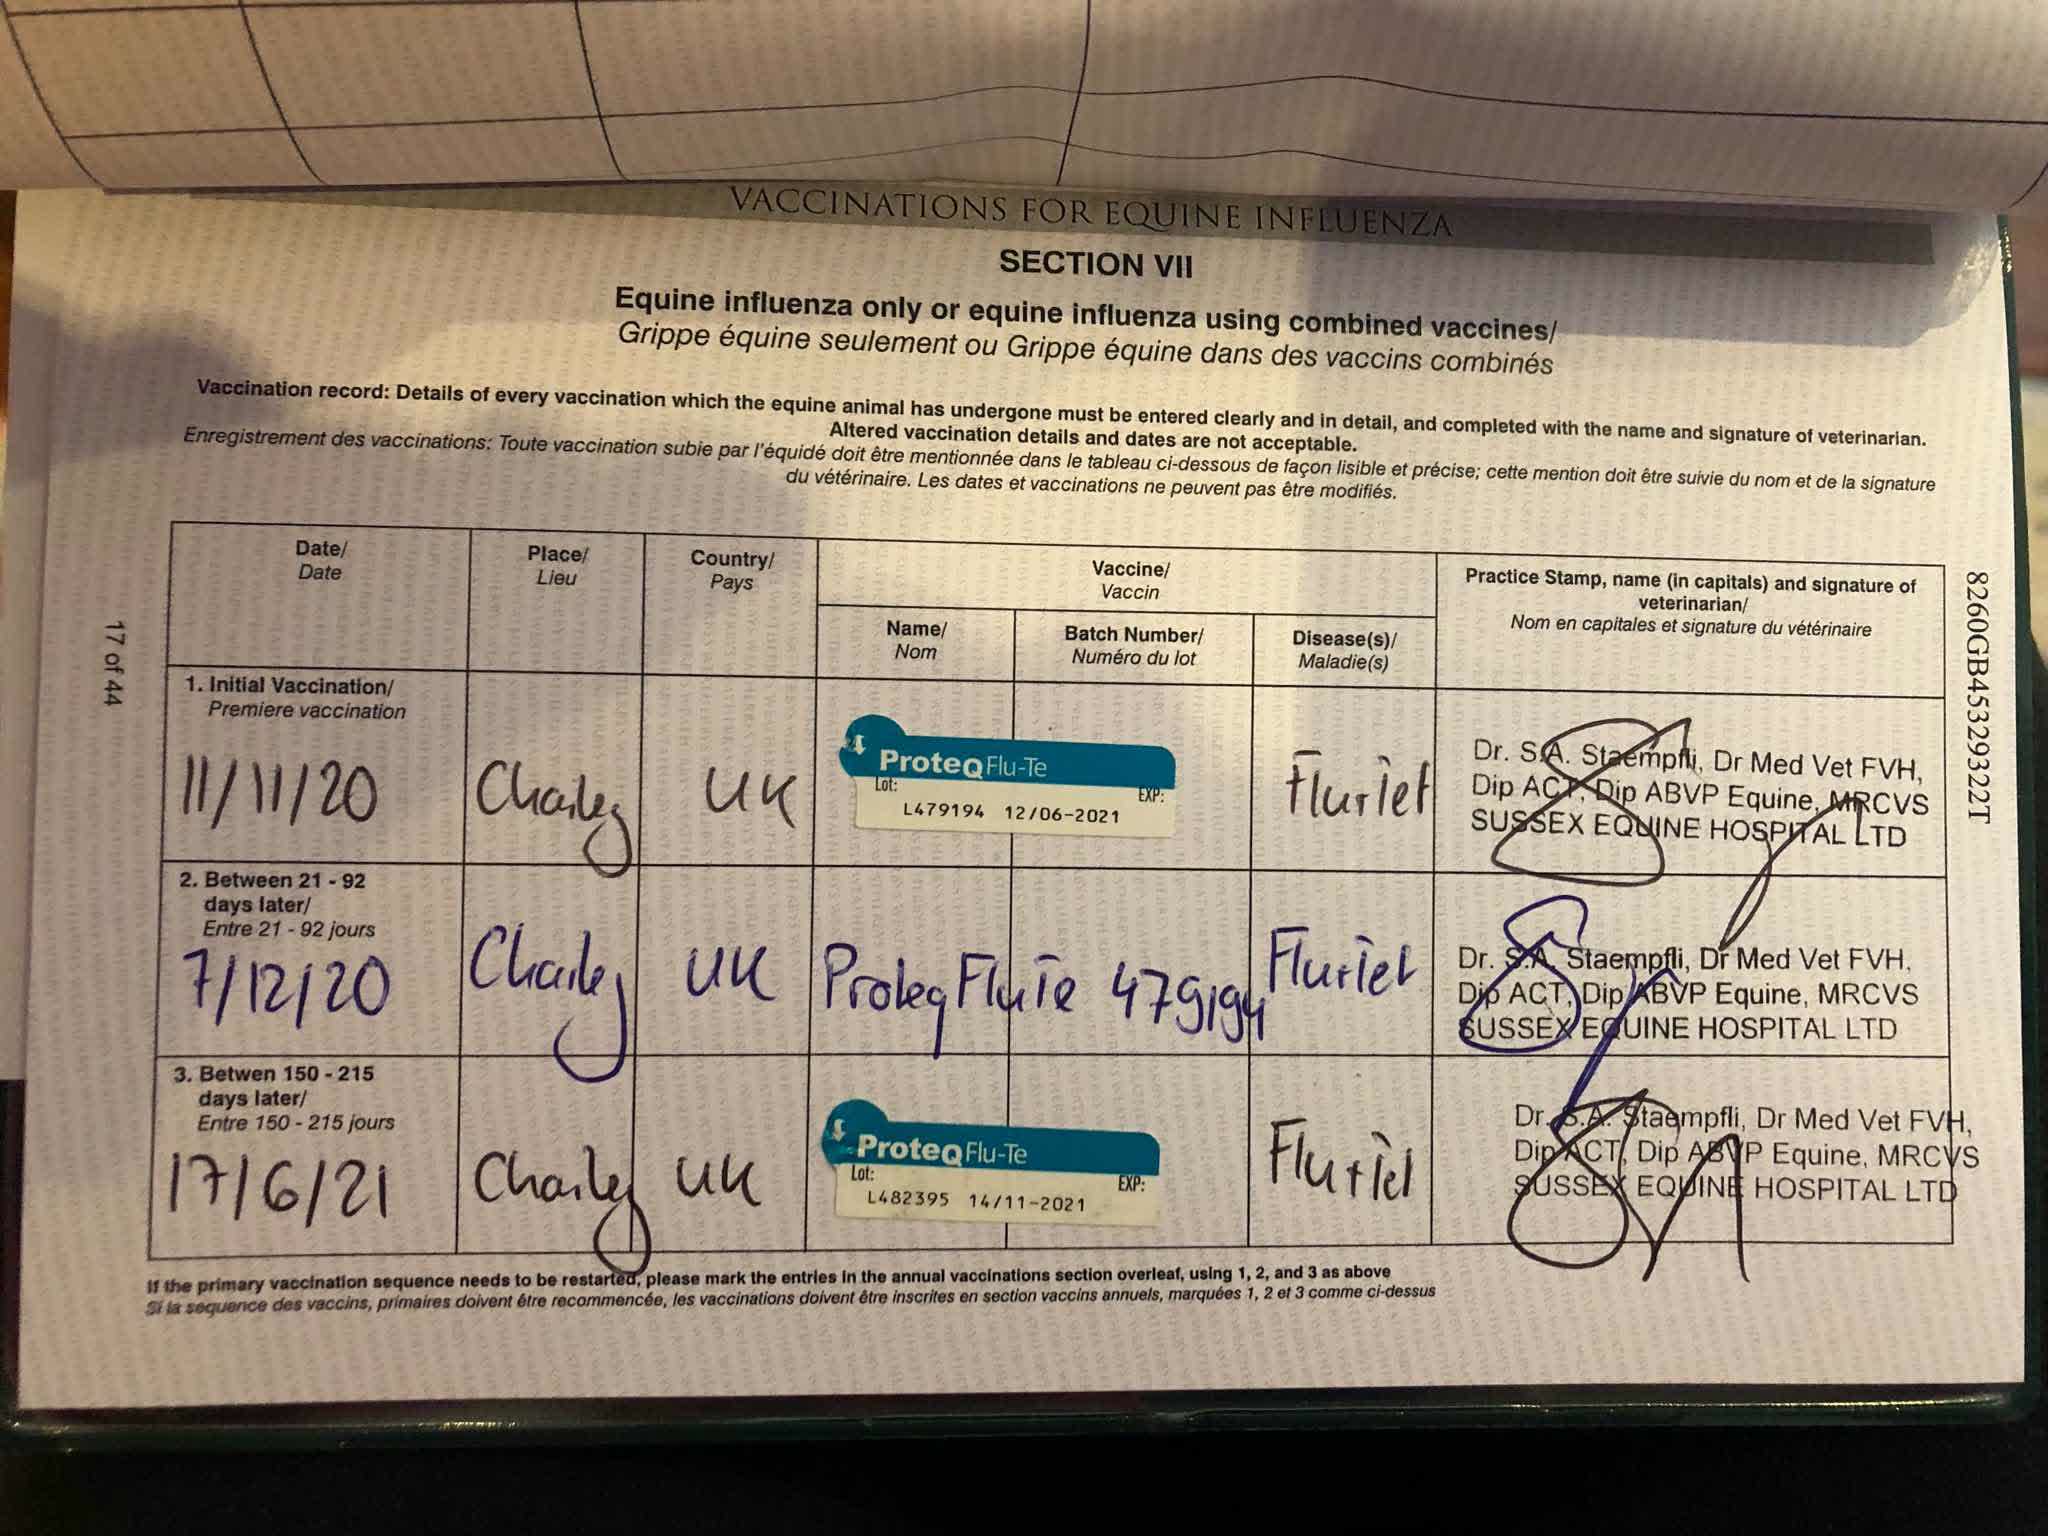 VACCINATIONS FOR EQUINE INFLUENZA
SECTION VII
Equine influenza only or equine influenza using combined vaccines/
Grippe équine seulement ou Grippe équine dans des vaccins combinés
Vaccination record: Details of every vaccination which the equine animal has undergone must be entered clearly and in detail, and completed with the name and signature of veterinarian.
Altered vaccination details and dates are not acceptable.
Enregistrement des vaccinations: Toute vaccination subie par l'équidé doit être mentionnée dans le tableau ci-dessous de façon lisible et précise; cette mention doit être suivie du nom et de la signature
du vétérinaire. Les dates et vaccinations ne peuvent pas être modifiés.
Date/
Date
Place/
Lieu
Country/
Pays
Vaccine/
Vaccin
Name/
Nom
Batch Number/
Numéro du lot
Disease(s)/
Maladie(s)
Practice Stamp, name (in capitals) and signature of
veterinarian/
Nom en capitales et signature du vétérinaire
1. Initial Vaccination/
Premiere vaccination
11/11/20
Chailey
UK
ProteqFlu-Te
Lot:
EXP:
L479194 12/06-2021
Flu+Tet
Dr. S.A. Staempfli, Dr Med Vet FVH,
Dip ACT, Dip ABVP Equine, MRCVS
SUSSEX EQUINE HOSPITAL LTD
2. Between 21 - 92
days later/
Entre 21 - 92 jours
7/12/20
Chailey
UK
Proteq FluTe 479194
Flu+Tet
Dr. S.A. Staempfli, Dr Med Vet FVH.
Dip ACT, Dip ABVP Equine, MRCVS
SUSSEX EQUINE HOSPITAL LTD
3. Betwen 150 - 215
days later/
Entre 150 - 215 jours
17/6/21
Chailey
UK
ProteqFlu-Te
Lot:
EXP:
L482395 14/11-2021
Flu+Tet
Dr. S.A. Staempfli, Dr Med Vet FVH,
Dip ACT, Dip ABVP Equine, MRCVS
SUSSEX EQUINE HOSPITAL LTD
If the primary vaccination sequence needs to be restarted, please mark the entries in the annual vaccinations section overleaf, using 1, 2, and 3 as above
Si la sequence des vaccins, primaires doivent être recommencée, les vaccinations doivent être inscrites en section vaccins annuels, marquées 1, 2 et 3 comme ci-dessus
17 of 44
8260GB45329322T